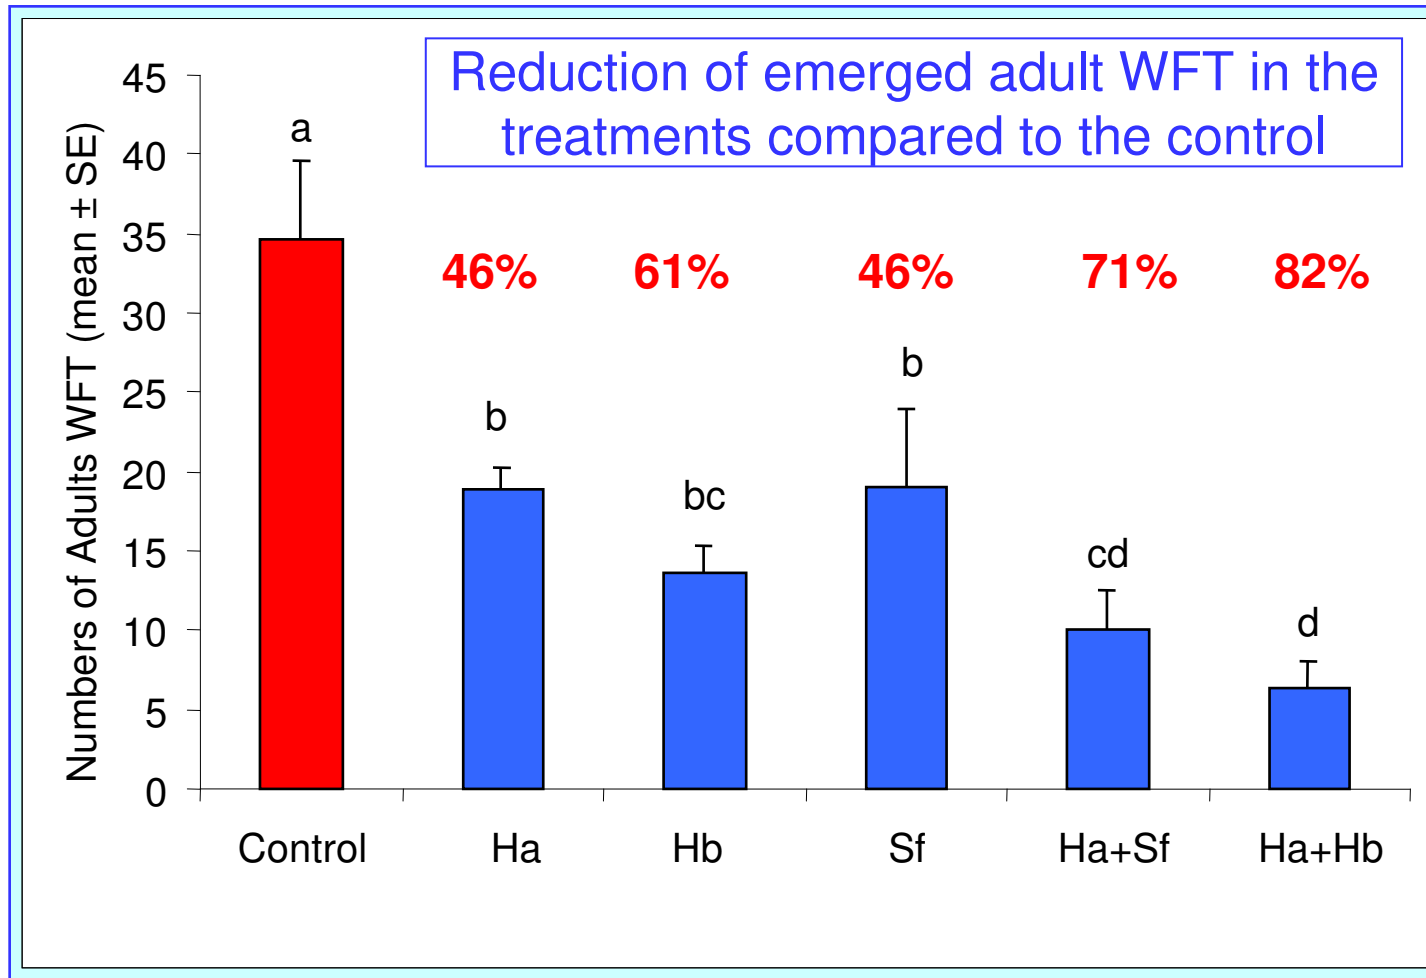 Reduction of emerged adult WFT in the
treatments compared to the control
Numbers of Adults WFT (mean ± SE)
45
40
35
30
25
20
15
10
5
0
a
46%
61%
46%
71%
82%
b
bc
b
cd
d
Control
Ha
Hb
Sf
Ha+Sf
Ha+Hb